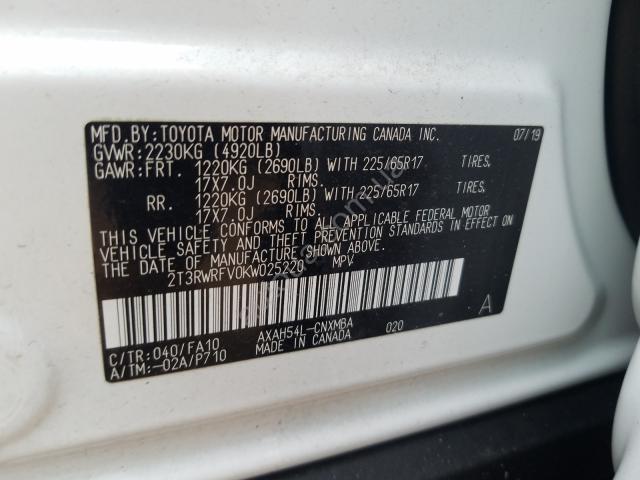 MFD.BY:TOYOTA MOTOR MANUFACTURING CANADA INC. 07/19
GVWR:2230KG (4920LB)
GAWR:FRT. 1220KG (2690LB) WITH 225/65R17 TIRES,
17X7.0J RIMS.
RR. 1220KG (2690LB) WITH 225/65R17 TIRES,
17X7.0J RIMS.
THIS VEHICLE CONFORMS TO ALL APPLICABLE FEDERAL MOTOR
VEHICLE SAFETY AND THEFT PREVENTION STANDARDS IN EFFECT ON
THE DATE OF MANUFACTURE SHOWN ABOVE.
2T3RWRFV0KW025220 MPV
A
C/TR:040/FA10 AXAH54L-CNXMBA 020
A/TM:-02A/P710 MADE IN CANADA